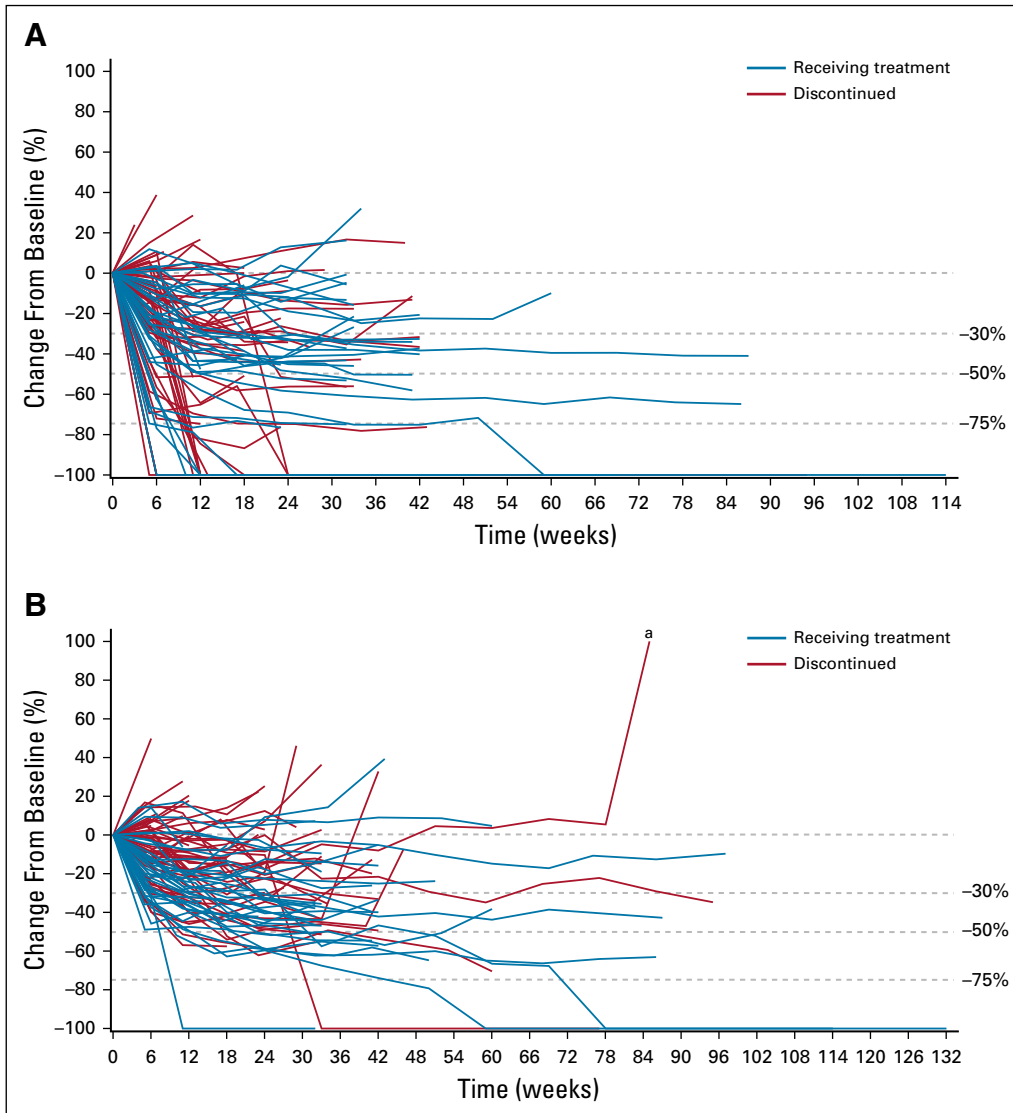 A
100
80
60
40
20
0
−20
−40
−60
−80
−100
Change From Baseline (%)
Receiving treatment
Discontinued
−30%
−50%
−75%
0 6 12 18 24 30 36 42 48 54 60 66 72 78 84 90 96 102 108 114
Time (weeks)
B
100
80
60
40
20
0
−20
−40
−60
−80
−100
Change From Baseline (%)
a
Receiving treatment
Discontinued
−30%
−50%
−75%
0 6 12 18 24 30 36 42 48 54 60 66 72 78 84 90 96 102 108 114 120 126 132
Time (weeks)